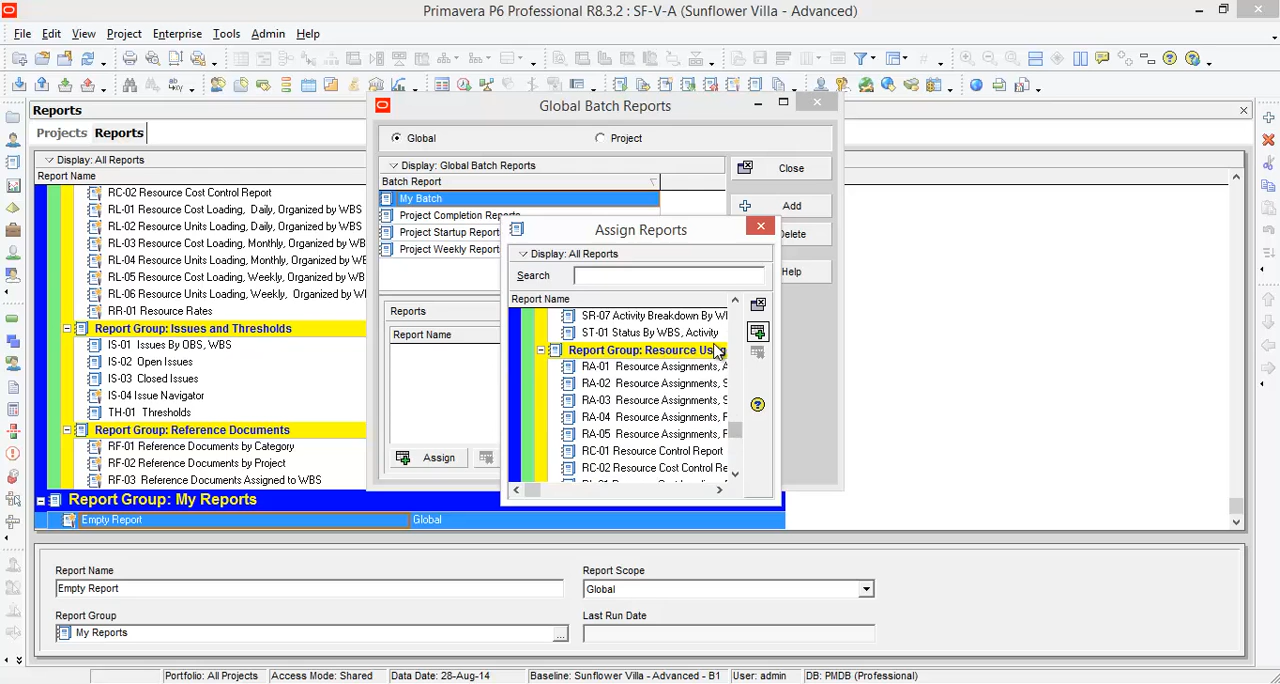 Primavera P6 Professional R8.3.2 : SF-V-A (Sunflower Villa - Advanced)
File Edit View Project Enterprise Tools Admin Help
Reports
Projects Reports
Display: All Reports
Report Name
RC-02 Resource Cost Control Report
RL-01 Resource Cost Loading, Daily, Organized by WBS
RL-02 Resource Units Loading, Daily, Organized by WBS
RL-03 Resource Cost Loading, Monthly, Organized by WB
RL-04 Resource Units Loading, Monthly, Organized by WB
RL-05 Resource Cost Loading, Weekly, Organized by WBS
RL-06 Resource Units Loading, Weekly, Organized by WB
RR-01 Resource Rates
Report Group: Issues and Thresholds
IS-01 Issues By OBS, WBS
IS-02 Open Issues
IS-03 Closed Issues
IS-04 Issue Navigator
TH-01 Thresholds
Report Group: Reference Documents
RF-01 Reference Documents by Category
RF-02 Reference Documents by Project
RF-03 Reference Documents Assigned to WBS
Report Group: My Reports
Empty Report Global
Global Batch Reports
Global Project
Display: Global Batch Reports
Batch Report
My Batch
Project Completion Reports
Project Startup Report
Project Weekly Report
Close
Add
Delete
Help
Reports
Report Name
Assign
Assign Reports
Display: All Reports
Search
Report Name
SR-07 Activity Breakdown By W
ST-01 Status By WBS, Activity
Report Group: Resource Us
RA-01 Resource Assignments, A
RA-02 Resource Assignments, S
RA-03 Resource Assignments, S
RA-04 Resource Assignments, F
RA-05 Resource Assignments, F
RC-01 Resource Control Report
RC-02 Resource Cost Control Re
Report Name
Empty Report
Report Scope
Global
Report Group
My Reports
...
Last Run Date
Portfolio: All Projects Access Mode: Shared Data Date: 28-Aug-14 Baseline: Sunflower Villa - Advanced - B1 User: admin DB: PMDB (Professional)